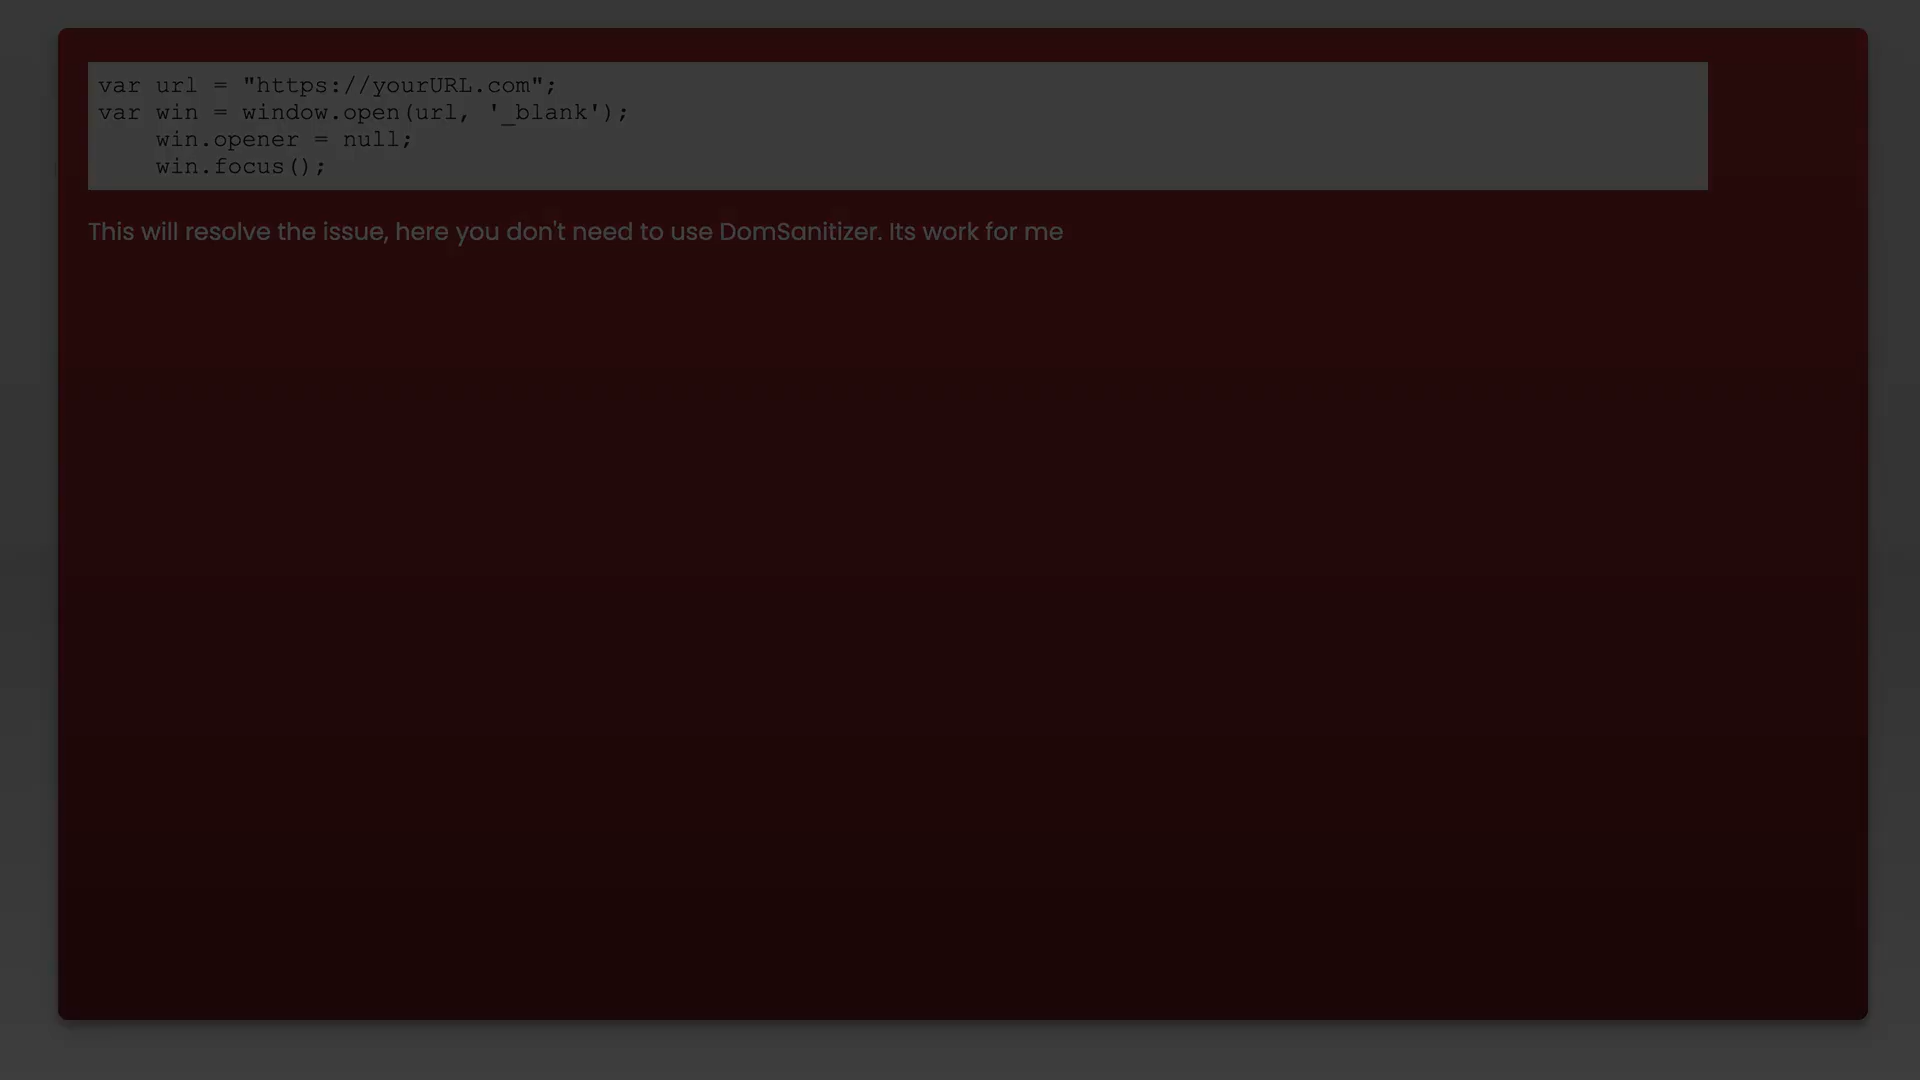 var url = "https://yourURL.com";
var win = window.open(url, '_blank');
    win.opener = null;
    win.focus();
This will resolve the issue, here you don't need to use DomSanitizer. Its work for me